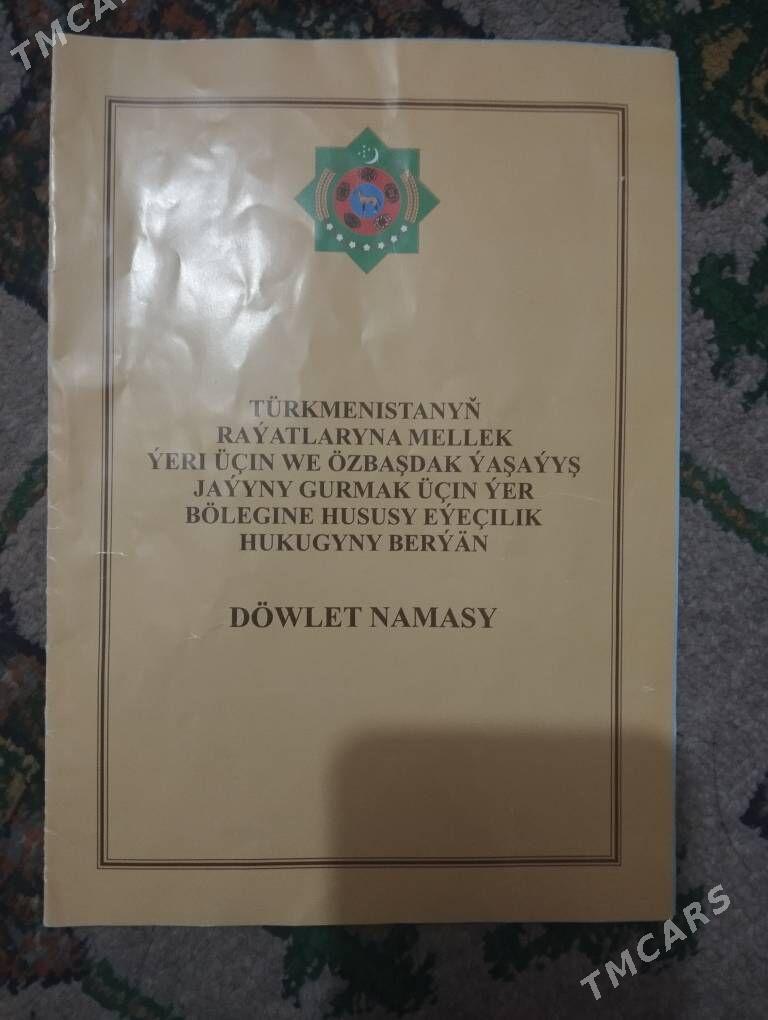 TMCARS
TÜRKMENISTANYŇ
RAÝATLARYNA MELLEK
ÝERI ÜÇIN WE ÖZBAŞDAK ÝAŞAÝYŞ
JAÝYNY GURMAK ÜÇIN ÝER
BÖLEGINE HUSUSY EÝEÇILIK
HUKUGYNY BERÝÄN
DÖWLET NAMASY
TMCARS